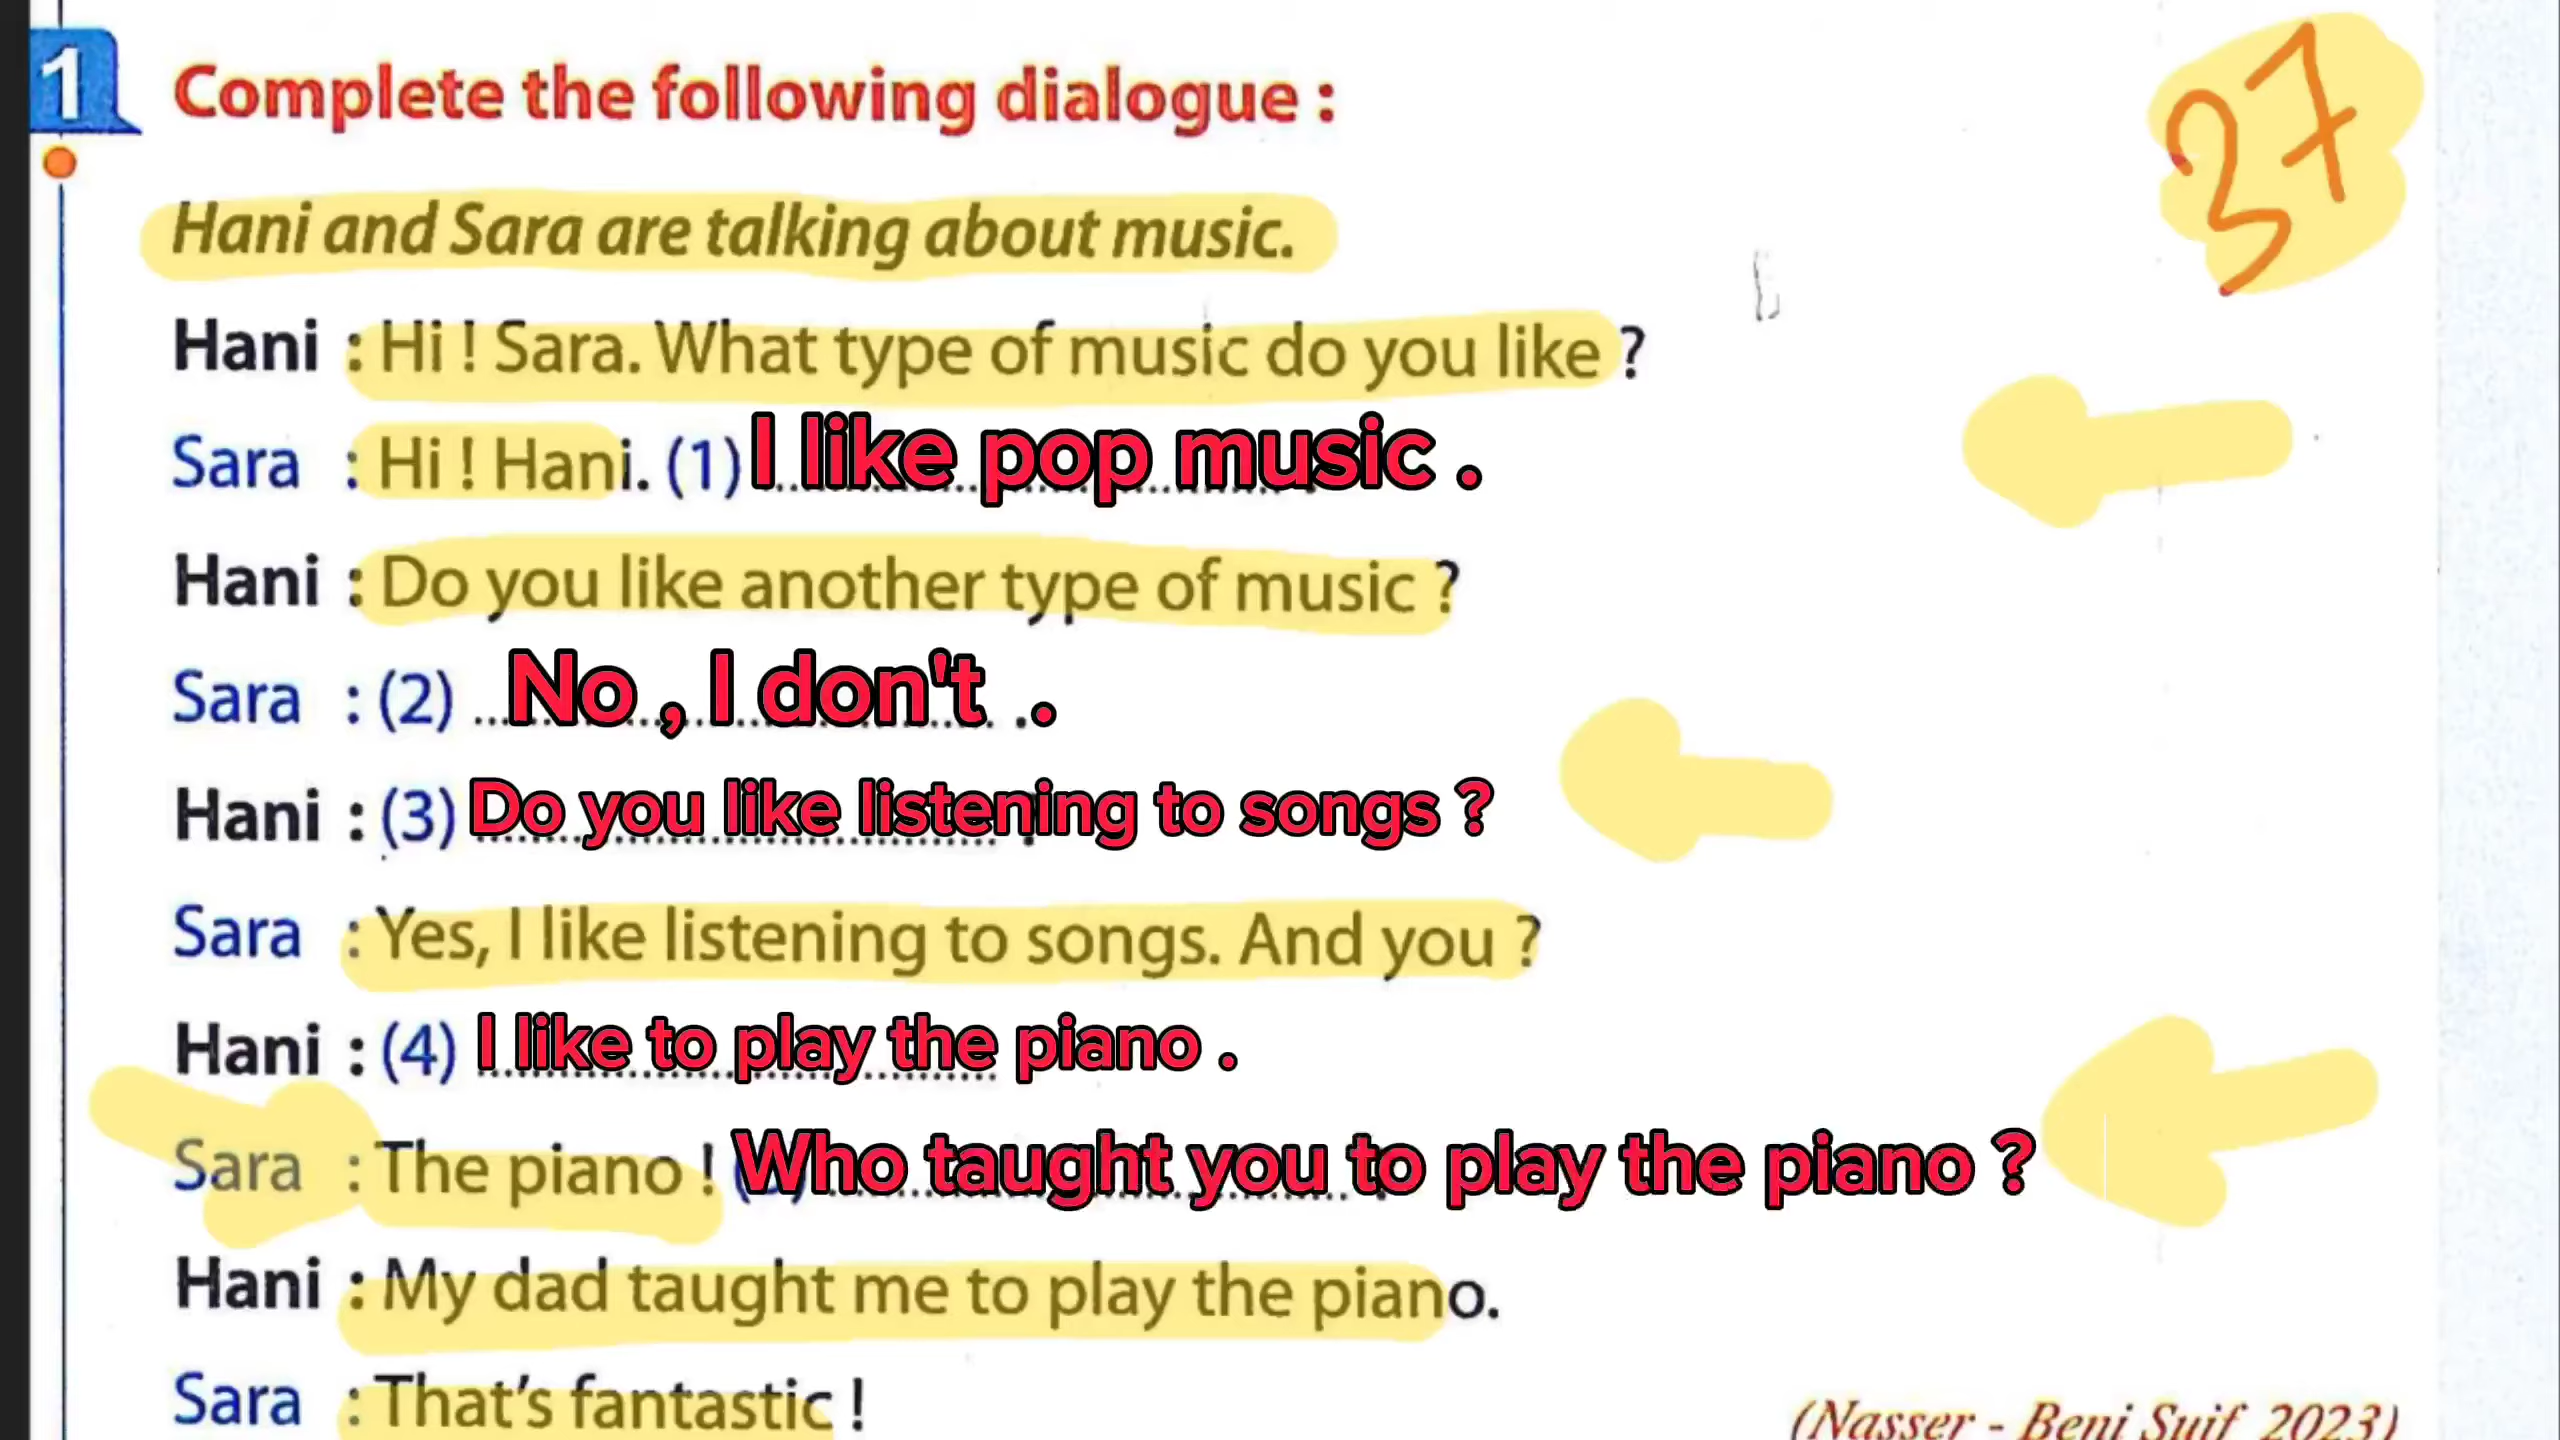 1 Complete the following dialogue :
37
Hani and Sara are talking about music.
Hani : Hi ! Sara. What type of music do you like ?
Sara : Hi ! Hani. (1) I like pop music .
Hani : Do you like another type of music ?
Sara : (2) No , I don't .
Hani : (3) Do you like listening to songs ?
Sara : Yes, I like listening to songs. And you ?
Hani : (4) I like to play the piano .
Sara : The piano ! Who taught you to play the piano ?
Hani : My dad taught me to play the piano.
Sara : That's fantastic !
(Nasser - Beni Suif 2023)